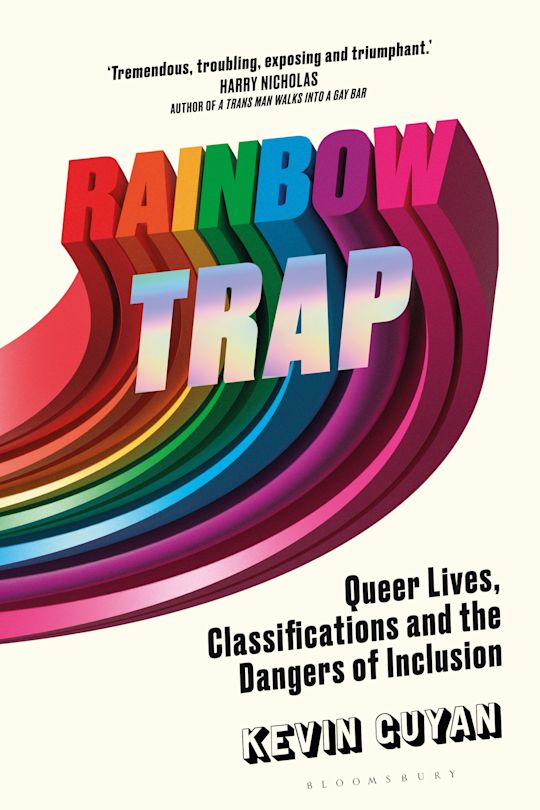 ‘Tremendous, troubling, exposing and triumphant.’
HARRY NICHOLAS
AUTHOR OF A TRANS MAN WALKS INTO A GAY BAR
RAINBOW
TRAP
Queer Lives,
Classifications and the
Dangers of Inclusion
KEVIN GUYAN
BLOOMSBURY